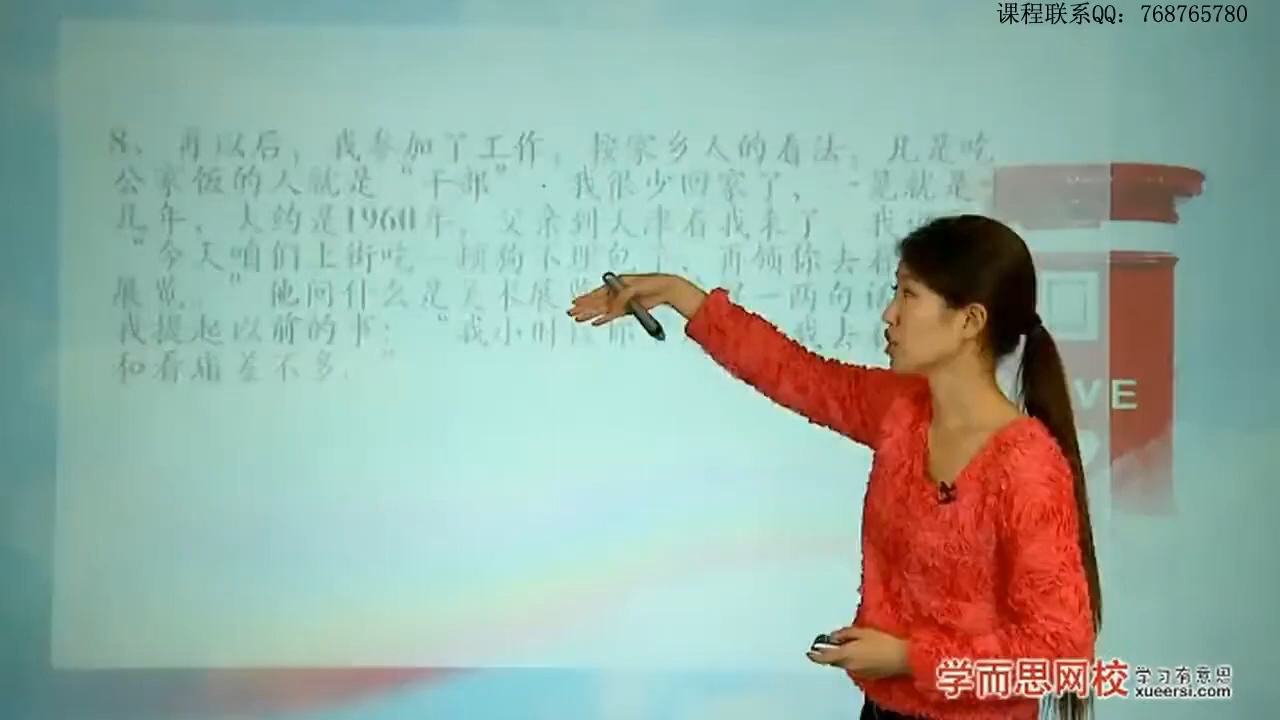 课程联系QQ：768765780
8、再以后，我参加了工作，按家乡人的看法，凡是吃
公家饭的人就是“干部”．我很少回家了，一晃就是
几年，大约是1960年，父亲到天津看我来了
“今天咱们上街吃一顿狗不理包子，再领你去看
展览．”他问什么是美术展览 一两句话
我提起以前的事：“我小时 我去看
和看庙差不多．”
VE
学而思网校 学习有意思
xueersi.com